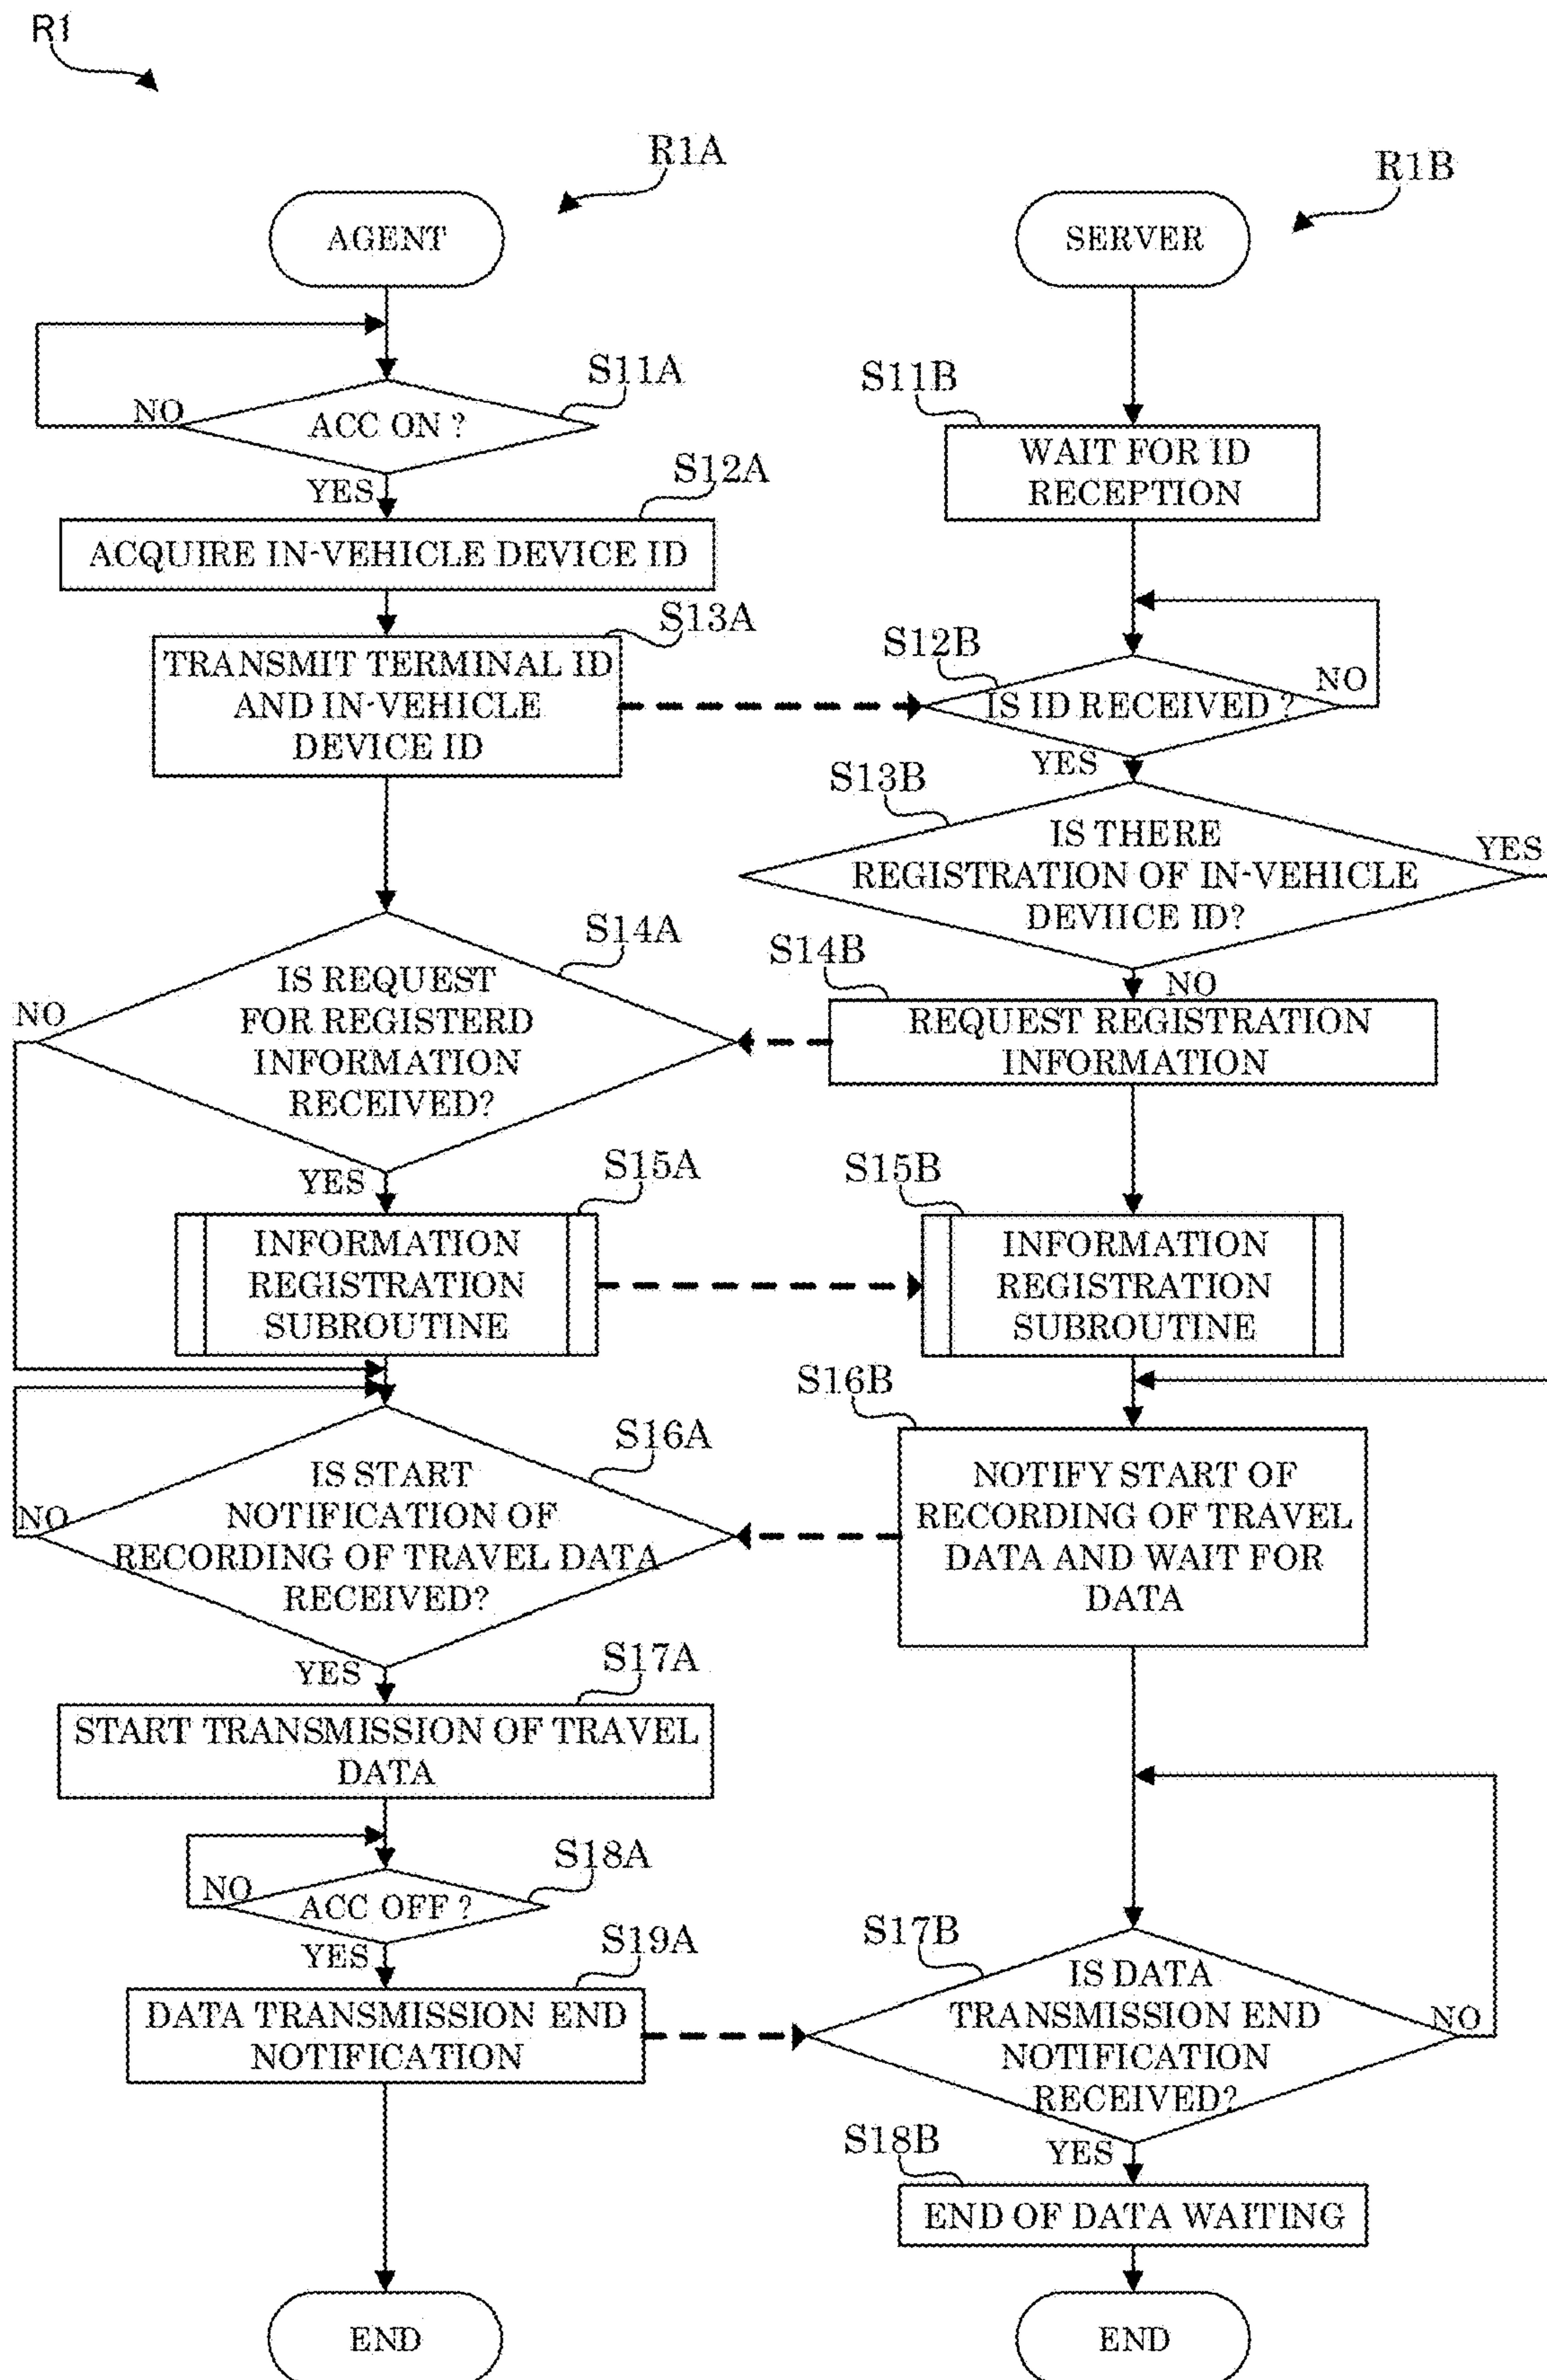 R1
R1A
R1B
AGENT
SERVER
S11A
S11B
NO
ACC ON ?
YES
WAIT FOR ID
RECEPTION
S12A
ACQUIRE IN-VEHICLE DEVICE ID
S13A
TRANSMIT TERMINAL ID
AND IN-VEHICLE
DEVICE ID
S12B
NO
IS ID RECEIVED ?
YES
S13B
IS THERE
REGISTRATION OF IN-VEHICLE
DEVIICE ID?
YES
NO
S14A
S14B
NO
IS REQUEST
FOR REGISTERD
INFORMATION
RECEIVED?
REQUEST REGISTRATION
INFORMATION
YES
S15A
S15B
INFORMATION
REGISTRATION
SUBROUTINE
INFORMATION
REGISTRATION
SUBROUTINE
S16A
S16B
NO
IS START
NOTIFICATION OF
RECORDING OF TRAVEL DATA
RECEIVED?
NOTIFY START OF
RECORDING OF TRAVEL
DATA AND WAIT FOR
DATA
YES
S17A
START TRANSMISSION OF TRAVEL
DATA
S18A
NO
ACC OFF ?
YES
S19A
DATA TRANSMISSION END
NOTIFICATION
S17B
IS DATA
TRANSMISSION END
NOTIFICATION
RECEIVED?
NO
YES
S18B
END OF DATA WAITING
END
END